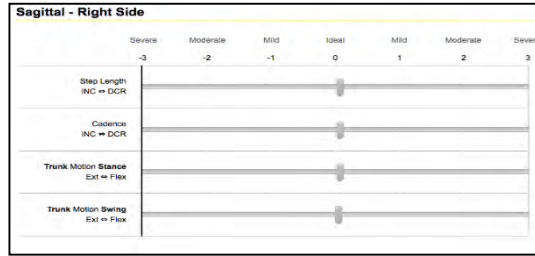 Sagittal - Right Side
Severe Moderate Mild Ideal Mild Moderate Sever
-3 -2 -1 0 1 2 3
Step Length
INC ⇔ DCR
Cadence
INC ⇔ DCR
Trunk Motion Stance
Ext ⇔ Flex
Trunk Motion Swing
Ext ⇔ Flex